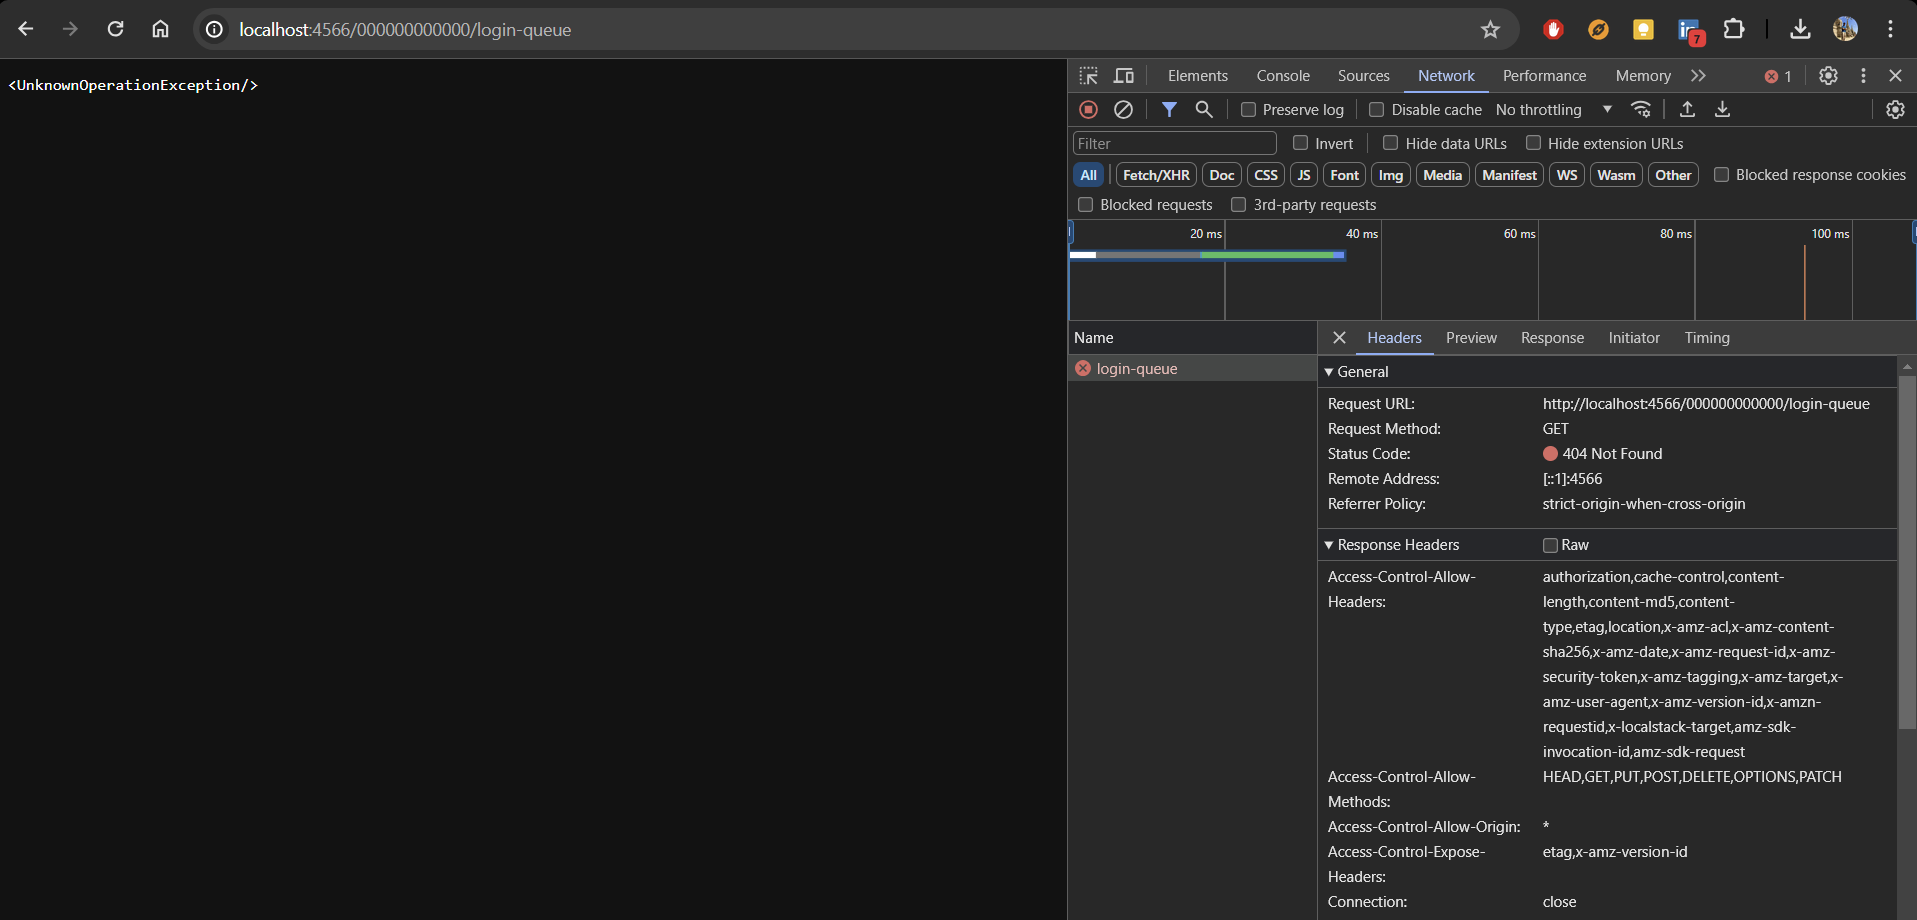 localhost:4566/000000000000/login-queue
7
<UnknownOperationException/>
Elements Console Sources Network Performance Memory 1
Preserve log Disable cache No throttling
Filter Invert Hide data URLs Hide extension URLs
All Fetch/XHR Doc CSS JS Font Img Media Manifest WS Wasm Other Blocked response cookies
Blocked requests 3rd-party requests
20 ms 40 ms 60 ms 80 ms 100 ms
Name
Headers Preview Response Initiator Timing
login-queue
General
Request URL: http://localhost:4566/000000000000/login-queue
Request Method: GET
Status Code: 404 Not Found
Remote Address: [::1]:4566
Referrer Policy: strict-origin-when-cross-origin
Response Headers Raw
Access-Control-Allow- authorization,cache-control,content-
Headers: length,content-md5,content-
type,etag,location,x-amz-acl,x-amz-content-
sha256,x-amz-date,x-amz-request-id,x-amz-
security-token,x-amz-tagging,x-amz-target,x-
amz-user-agent,x-amz-version-id,x-amzn-
requestid,x-localstack-target,amz-sdk-
invocation-id,amz-sdk-request
Access-Control-Allow- HEAD,GET,PUT,POST,DELETE,OPTIONS,PATCH
Methods:
Access-Control-Allow-Origin: *
Access-Control-Expose- etag,x-amz-version-id
Headers:
Connection: close